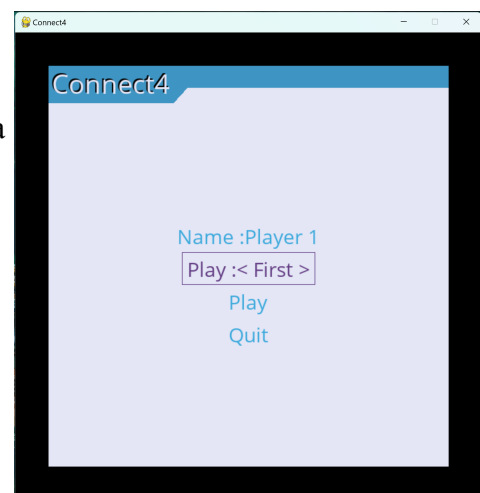 Connect4
Connect4
a
Name :Player 1
Play :< First >
Play
Quit